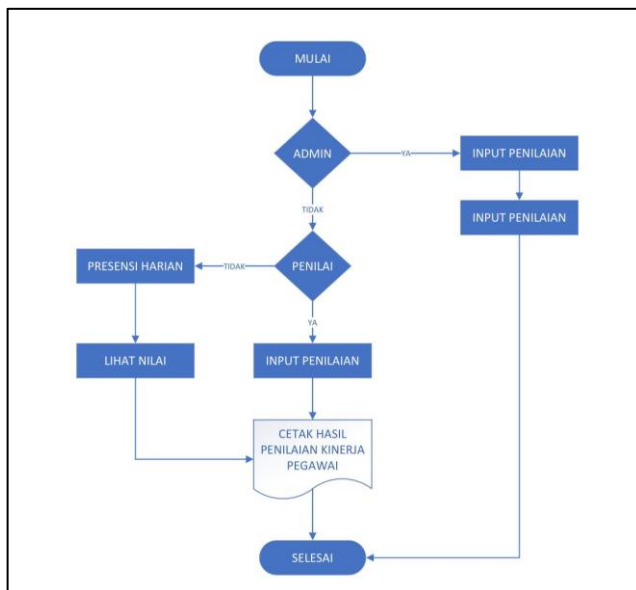 MULAI
ADMIN
YA
INPUT PENILAIAN
INPUT PENILAIAN
TIDAK
PENILAI
TIDAK
PRESENSI HARIAN
LIHAT NILAI
YA
INPUT PENILAIAN
CETAK HASIL
PENILAIAN KINERJA
PEGAWAI
SELESAI